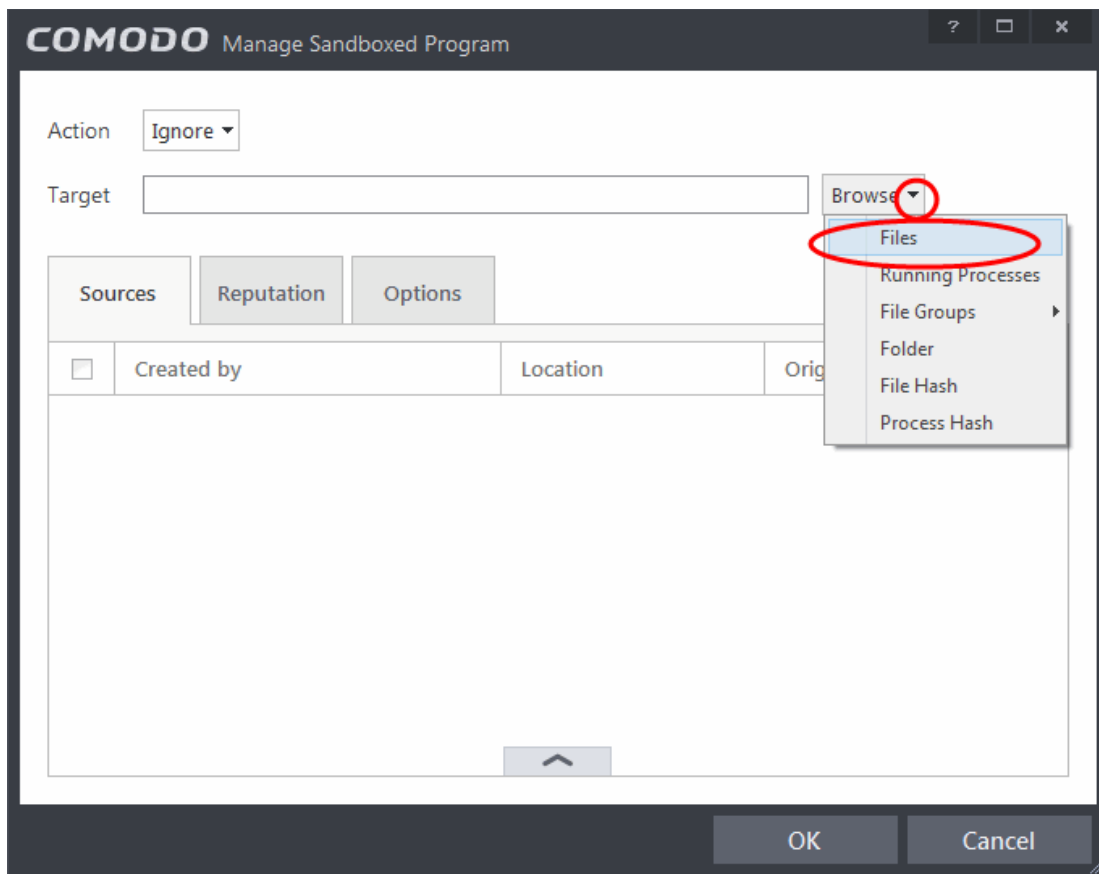 COMODO Manage Sandboxed Program ?
Action Ignore
Target Browse
Files
Running Processes
File Groups
Folder
File Hash
Process Hash
Sources Reputation Options
Created by Location Orig
OK Cancel